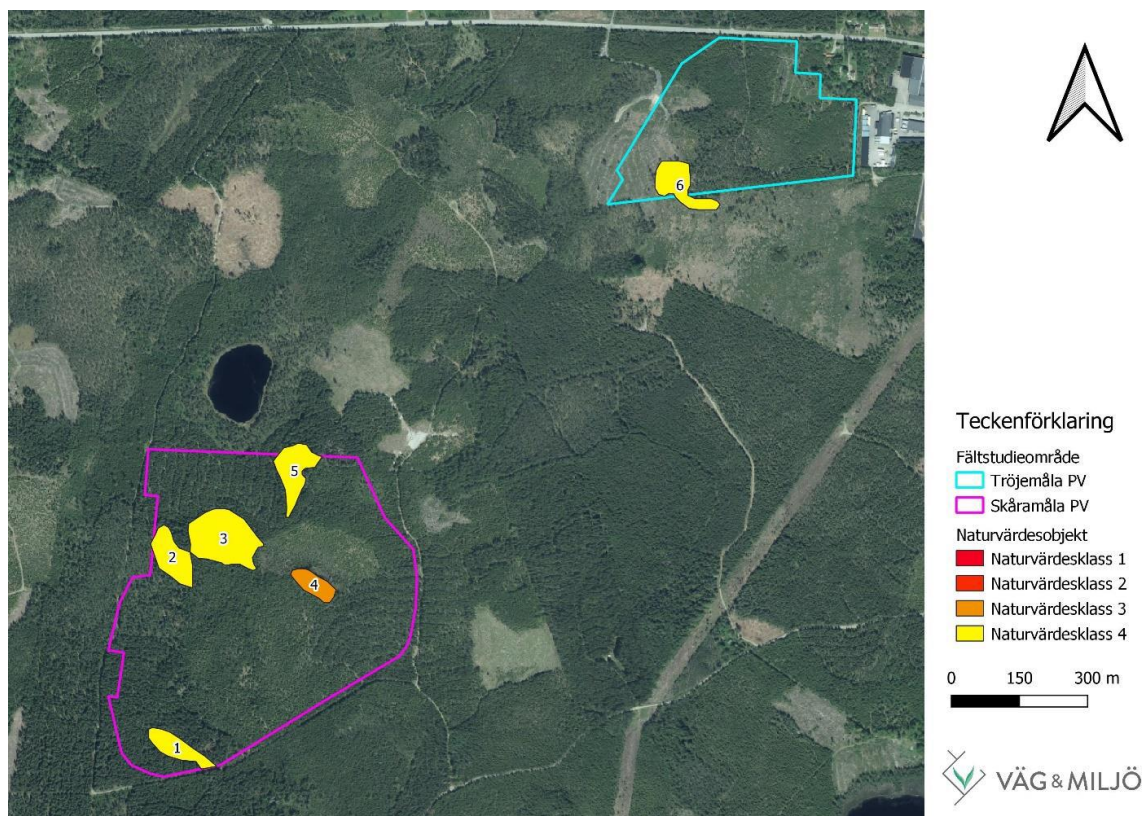 6
5
3
2
4
1
Teckenförklaring
Fältstudieområde
Tröjemåla PV
Skåramåla PV
Naturvärdesobjekt
Naturvärdesklass 1
Naturvärdesklass 2
Naturvärdesklass 3
Naturvärdesklass 4
0 150 300 m
VÄG & MILJÖ